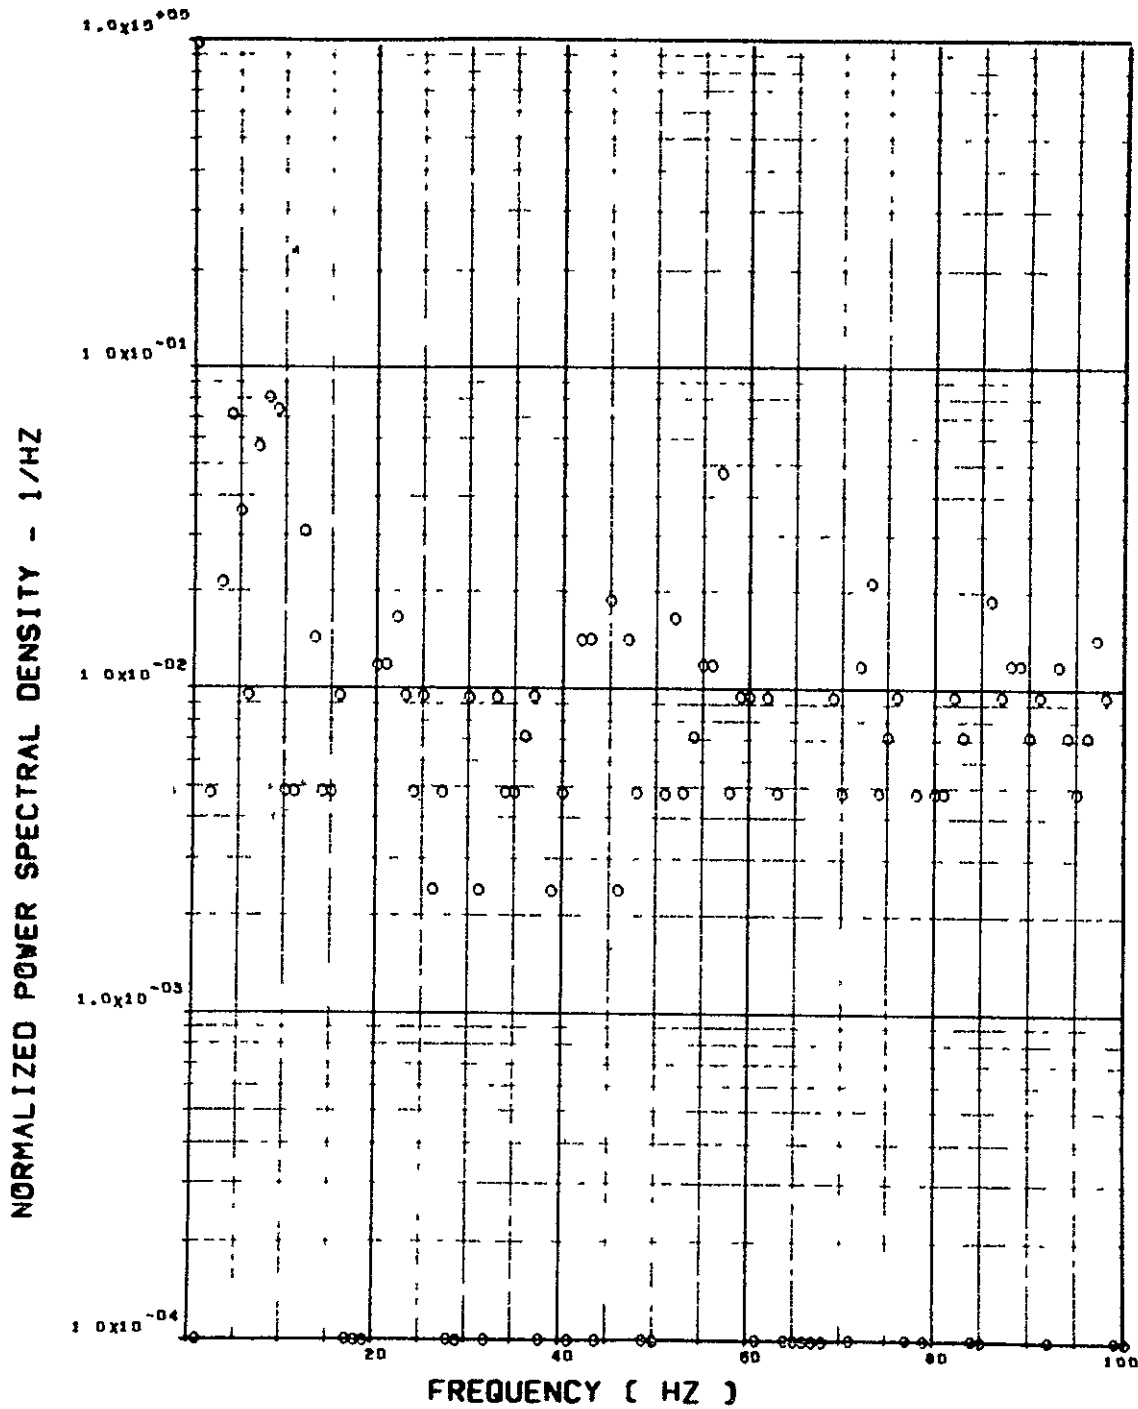 1.0X10+00
1 0X10-01
1 0X10-02
1.0X10-03
1 0X10-04
NORMALIZED POWER SPECTRAL DENSITY - 1/HZ
20 40 60 80 100
FREQUENCY ( HZ )